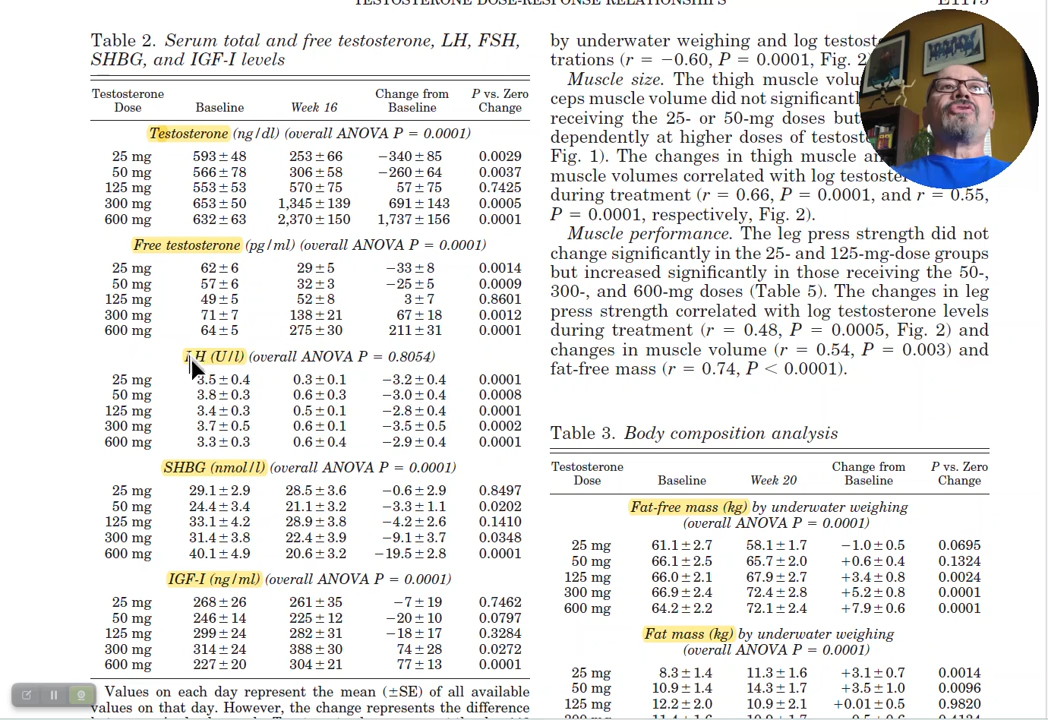 TESTOSTERONE DOSE-RESPONSE RELATIONSHIPS
E1175
Table 2. Serum total and free testosterone, LH, FSH,
SHBG, and IGF-I levels
Testosterone Dose Baseline Week 16 Change from Baseline P vs. Zero Change
Testosterone (ng/dl) (overall ANOVA P = 0.0001)
25 mg 593±48 253±66 −340±85 0.0029
50 mg 566±78 306±58 −260±64 0.0037
125 mg 553±53 570±75 57±75 0.7425
300 mg 653±50 1,345±139 691±143 0.0005
600 mg 632±63 2,370±150 1,737±156 0.0001
Free testosterone (pg/ml) (overall ANOVA P = 0.0001)
25 mg 62±6 29±5 −33±8 0.0014
50 mg 57±6 32±3 −25±5 0.0009
125 mg 49±5 52±8 3±7 0.8601
300 mg 71±7 138±21 67±18 0.0012
600 mg 64±5 275±30 211±31 0.0001
LH (U/l) (overall ANOVA P = 0.8054)
25 mg 3.5±0.4 0.3±0.1 −3.2±0.4 0.0001
50 mg 3.8±0.3 0.6±0.3 −3.0±0.4 0.0008
125 mg 3.4±0.3 0.5±0.1 −2.8±0.4 0.0001
300 mg 3.7±0.5 0.6±0.1 −3.5±0.5 0.0002
600 mg 3.3±0.3 0.6±0.4 −2.9±0.4 0.0001
SHBG (nmol/l) (overall ANOVA P = 0.0001)
25 mg 29.1±2.9 28.5±3.6 −0.6±2.9 0.8497
50 mg 24.4±3.4 21.1±3.2 −3.3±1.1 0.0202
125 mg 33.1±4.2 28.9±3.8 −4.2±2.6 0.1410
300 mg 31.4±3.8 22.4±3.9 −9.1±3.7 0.0348
600 mg 40.1±4.9 20.6±3.2 −19.5±2.8 0.0001
IGF-I (ng/ml) (overall ANOVA P = 0.0001)
25 mg 268±26 261±35 −7±19 0.7462
50 mg 246±14 225±12 −20±10 0.0797
125 mg 299±24 282±31 −18±17 0.3284
300 mg 314±24 388±30 74±28 0.0272
600 mg 227±20 304±21 77±13 0.0001
Values on each day represent the mean (±SE) of all available
values on that day. However, the change represents the difference
by underwater weighing and log testost
trations (r = −0.60, P = 0.0001, Fig. 2
Muscle size. The thigh muscle volu
ceps muscle volume did not significantl
receiving the 25- or 50-mg doses but
dependently at higher doses of testost
Fig. 1). The changes in thigh muscle an
muscle volumes correlated with log testoste levels
during treatment (r = 0.66, P = 0.0001, and r = 0.55,
P = 0.0001, respectively, Fig. 2).
Muscle performance. The leg press strength did not
change significantly in the 25- and 125-mg-dose groups
but increased significantly in those receiving the 50-,
300-, and 600-mg doses (Table 5). The changes in leg
press strength correlated with log testosterone levels
during treatment (r = 0.48, P = 0.0005, Fig. 2) and
changes in muscle volume (r = 0.54, P = 0.003) and
fat-free mass (r = 0.74, P < 0.0001).
Table 3. Body composition analysis
Testosterone Dose Baseline Week 20 Change from Baseline P vs. Zero Change
Fat-free mass (kg) by underwater weighing
(overall ANOVA P = 0.0001)
25 mg 61.1±2.7 58.1±1.7 −1.0±0.5 0.0695
50 mg 66.1±2.5 65.7±2.0 +0.6±0.4 0.1324
125 mg 66.0±2.1 67.9±2.7 +3.4±0.8 0.0024
300 mg 66.9±2.4 72.4±2.8 +5.2±0.8 0.0001
600 mg 64.2±2.2 72.1±2.4 +7.9±0.6 0.0001
Fat mass (kg) by underwater weighing
(overall ANOVA P = 0.0001)
25 mg 8.3±1.4 11.3±1.6 +3.1±0.7 0.0014
50 mg 10.9±1.4 14.3±1.7 +3.5±1.0 0.0096
125 mg 12.2±2.0 10.9±2.1 +0.01±0.5 0.9820